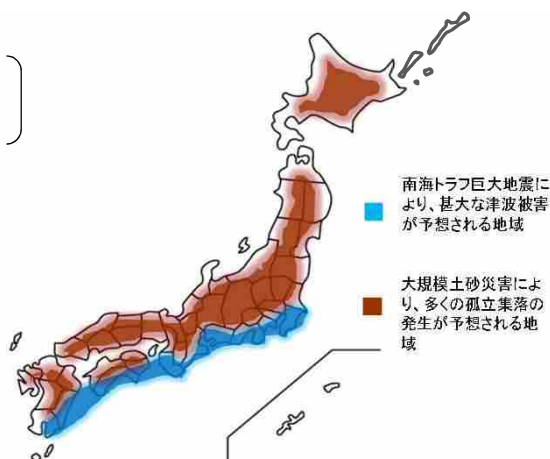 南海トラフ巨大地震に
より、甚大な津波被害
が予想される地域
大規模土砂災害によ
り、多くの孤立集落の
発生が予想される地
域